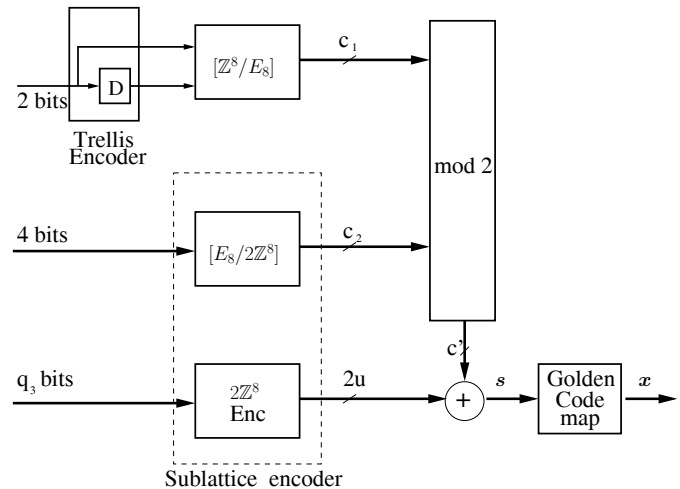 c₁
[ℤ⁸/E₈]
D
2 bits
Trellis
Encoder
mod 2
4 bits
[E₈/2ℤ⁸]
c₂
c'
q₃ bits
2ℤ⁸
Enc
2u
+
s
Golden
Code
map
x
Sublattice encoder